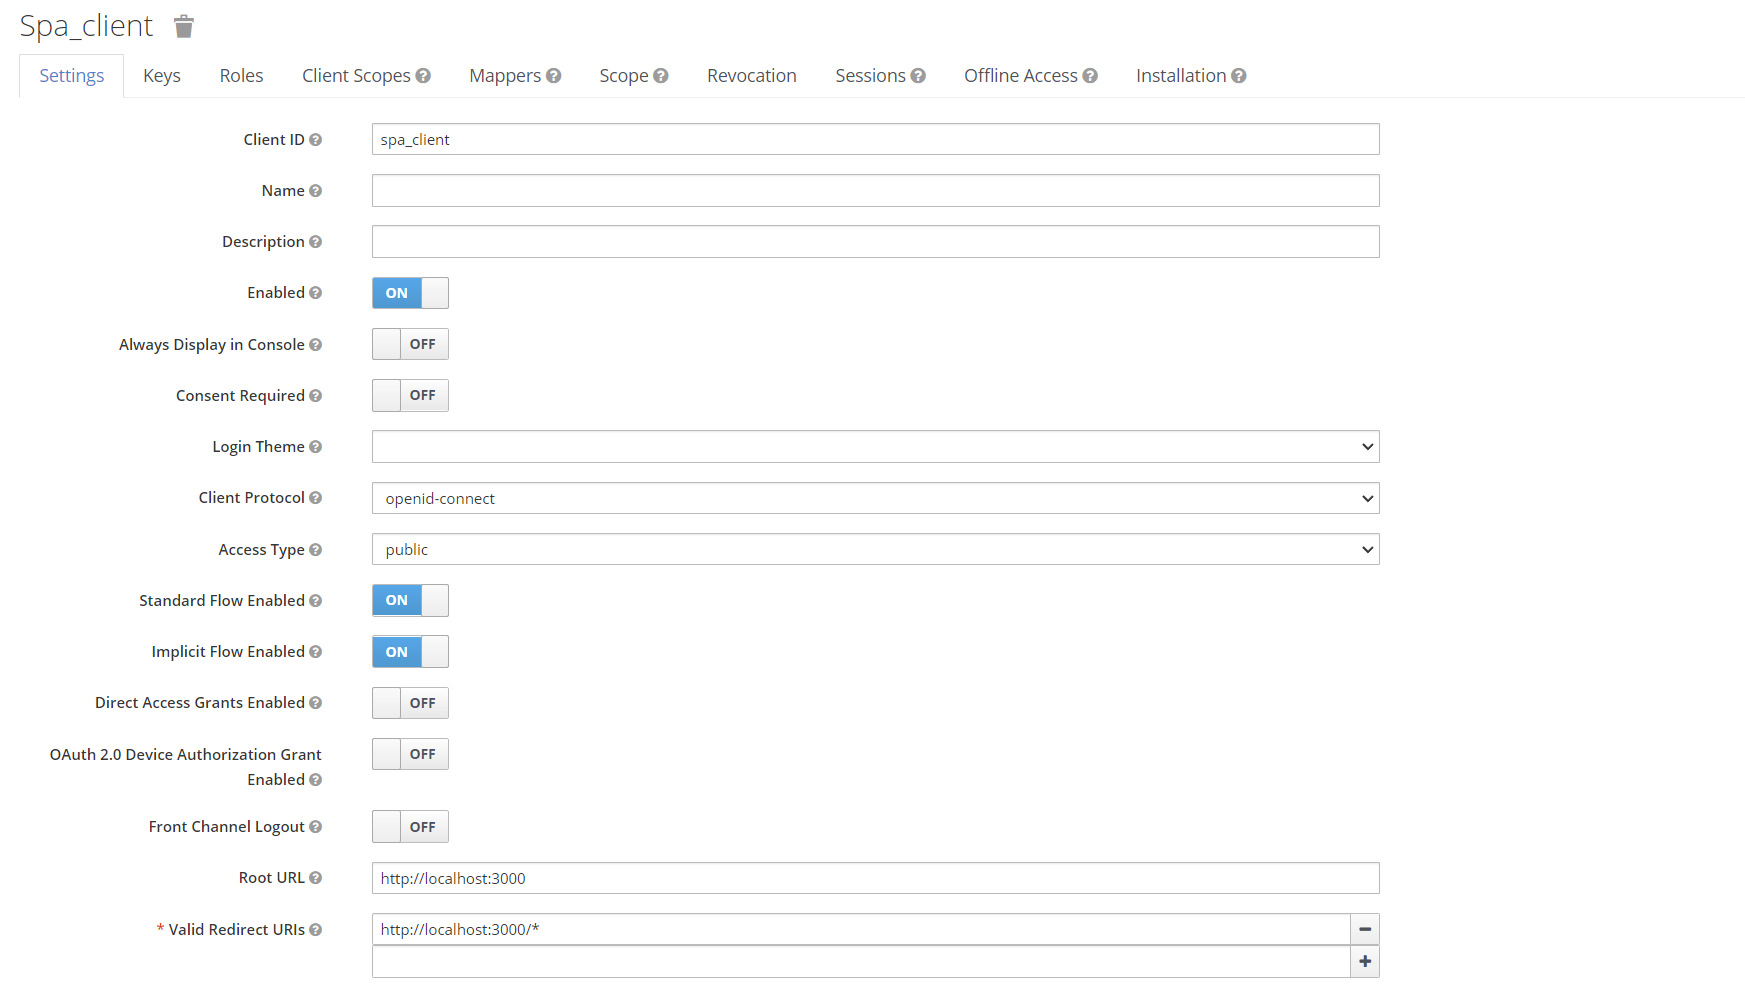 Spa_client
Settings Keys Roles Client Scopes Mappers Scope Revocation Sessions Offline Access Installation
Client ID spa_client
Name
Description
Enabled ON
Always Display in Console OFF
Consent Required OFF
Login Theme
Client Protocol openid-connect
Access Type public
Standard Flow Enabled ON
Implicit Flow Enabled ON
Direct Access Grants Enabled OFF
OAuth 2.0 Device Authorization Grant OFF
Enabled
Front Channel Logout OFF
Root URL http://localhost:3000
* Valid Redirect URIs http://localhost:3000/*